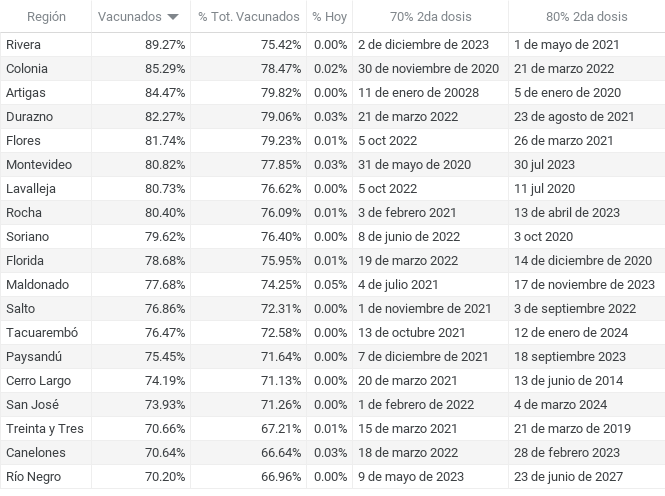 Región Vacunados % Tot. Vacunados % Hoy 70% 2da dosis 80% 2da dosis
Rivera 89.27% 75.42% 0.00% 2 de diciembre de 2023 1 de mayo de 2021
Colonia 85.29% 78.47% 0.02% 30 de noviembre de 2020 21 de marzo 2022
Artigas 84.47% 79.82% 0.00% 11 de enero de 20028 5 de enero de 2020
Durazno 82.27% 79.06% 0.03% 21 de marzo 2022 23 de agosto de 2021
Flores 81.74% 79.23% 0.01% 5 oct 2022 26 de marzo 2021
Montevideo 80.82% 77.85% 0.03% 31 de mayo de 2020 30 jul 2023
Lavalleja 80.73% 76.62% 0.00% 5 oct 2022 11 jul 2020
Rocha 80.40% 76.09% 0.01% 3 de febrero 2021 13 de abril de 2023
Soriano 79.62% 76.40% 0.00% 8 de junio de 2022 3 oct 2020
Florida 78.68% 75.95% 0.01% 19 de marzo 2022 14 de diciembre de 2020
Maldonado 77.68% 74.25% 0.05% 4 de julio 2021 17 de noviembre de 2023
Salto 76.86% 72.31% 0.00% 1 de noviembre de 2021 3 de septiembre 2022
Tacuarembó 76.47% 72.58% 0.00% 13 de octubre 2021 12 de enero de 2024
Paysandú 75.45% 71.64% 0.00% 7 de diciembre de 2021 18 septiembre 2023
Cerro Largo 74.19% 71.13% 0.00% 20 de marzo 2021 13 de junio de 2014
San José 73.93% 71.26% 0.00% 1 de febrero de 2022 4 de marzo 2024
Treinta y Tres 70.66% 67.21% 0.01% 15 de marzo 2021 21 de marzo de 2019
Canelones 70.64% 66.64% 0.03% 18 de marzo 2022 28 de febrero 2023
Río Negro 70.20% 66.96% 0.00% 9 de mayo de 2023 23 de junio de 2027